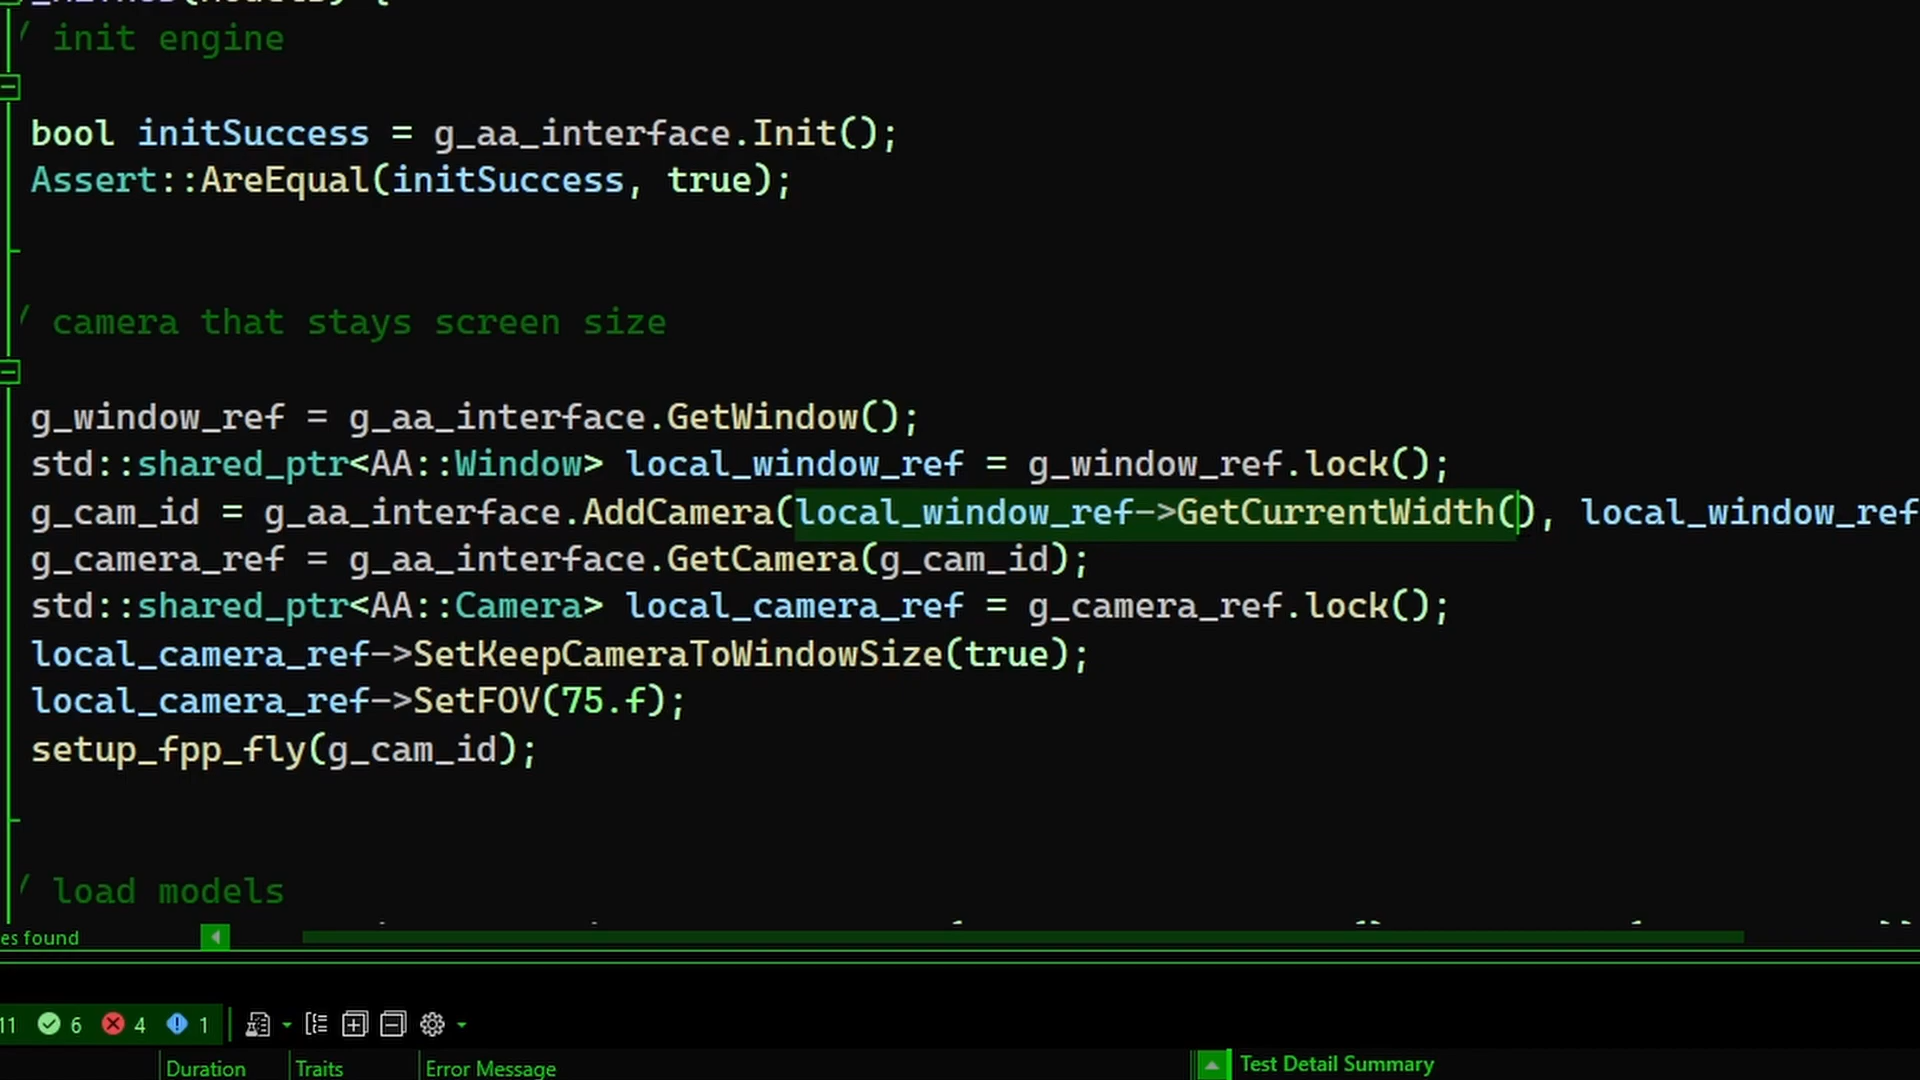 / init engine
bool initSuccess = g_aa_interface.Init();
Assert::AreEqual(initSuccess, true);
/ camera that stays screen size
g_window_ref = g_aa_interface.GetWindow();
std::shared_ptr<AA::Window> local_window_ref = g_window_ref.lock();
g_cam_id = g_aa_interface.AddCamera(local_window_ref->GetCurrentWidth(), local_window_ref
g_camera_ref = g_aa_interface.GetCamera(g_cam_id);
std::shared_ptr<AA::Camera> local_camera_ref = g_camera_ref.lock();
local_camera_ref->SetKeepCameraToWindowSize(true);
local_camera_ref->SetFOV(75.f);
setup_fpp_fly(g_cam_id);
/ load models
es found
11 6 4 1
Duration Traits Error Message Test Detail Summary